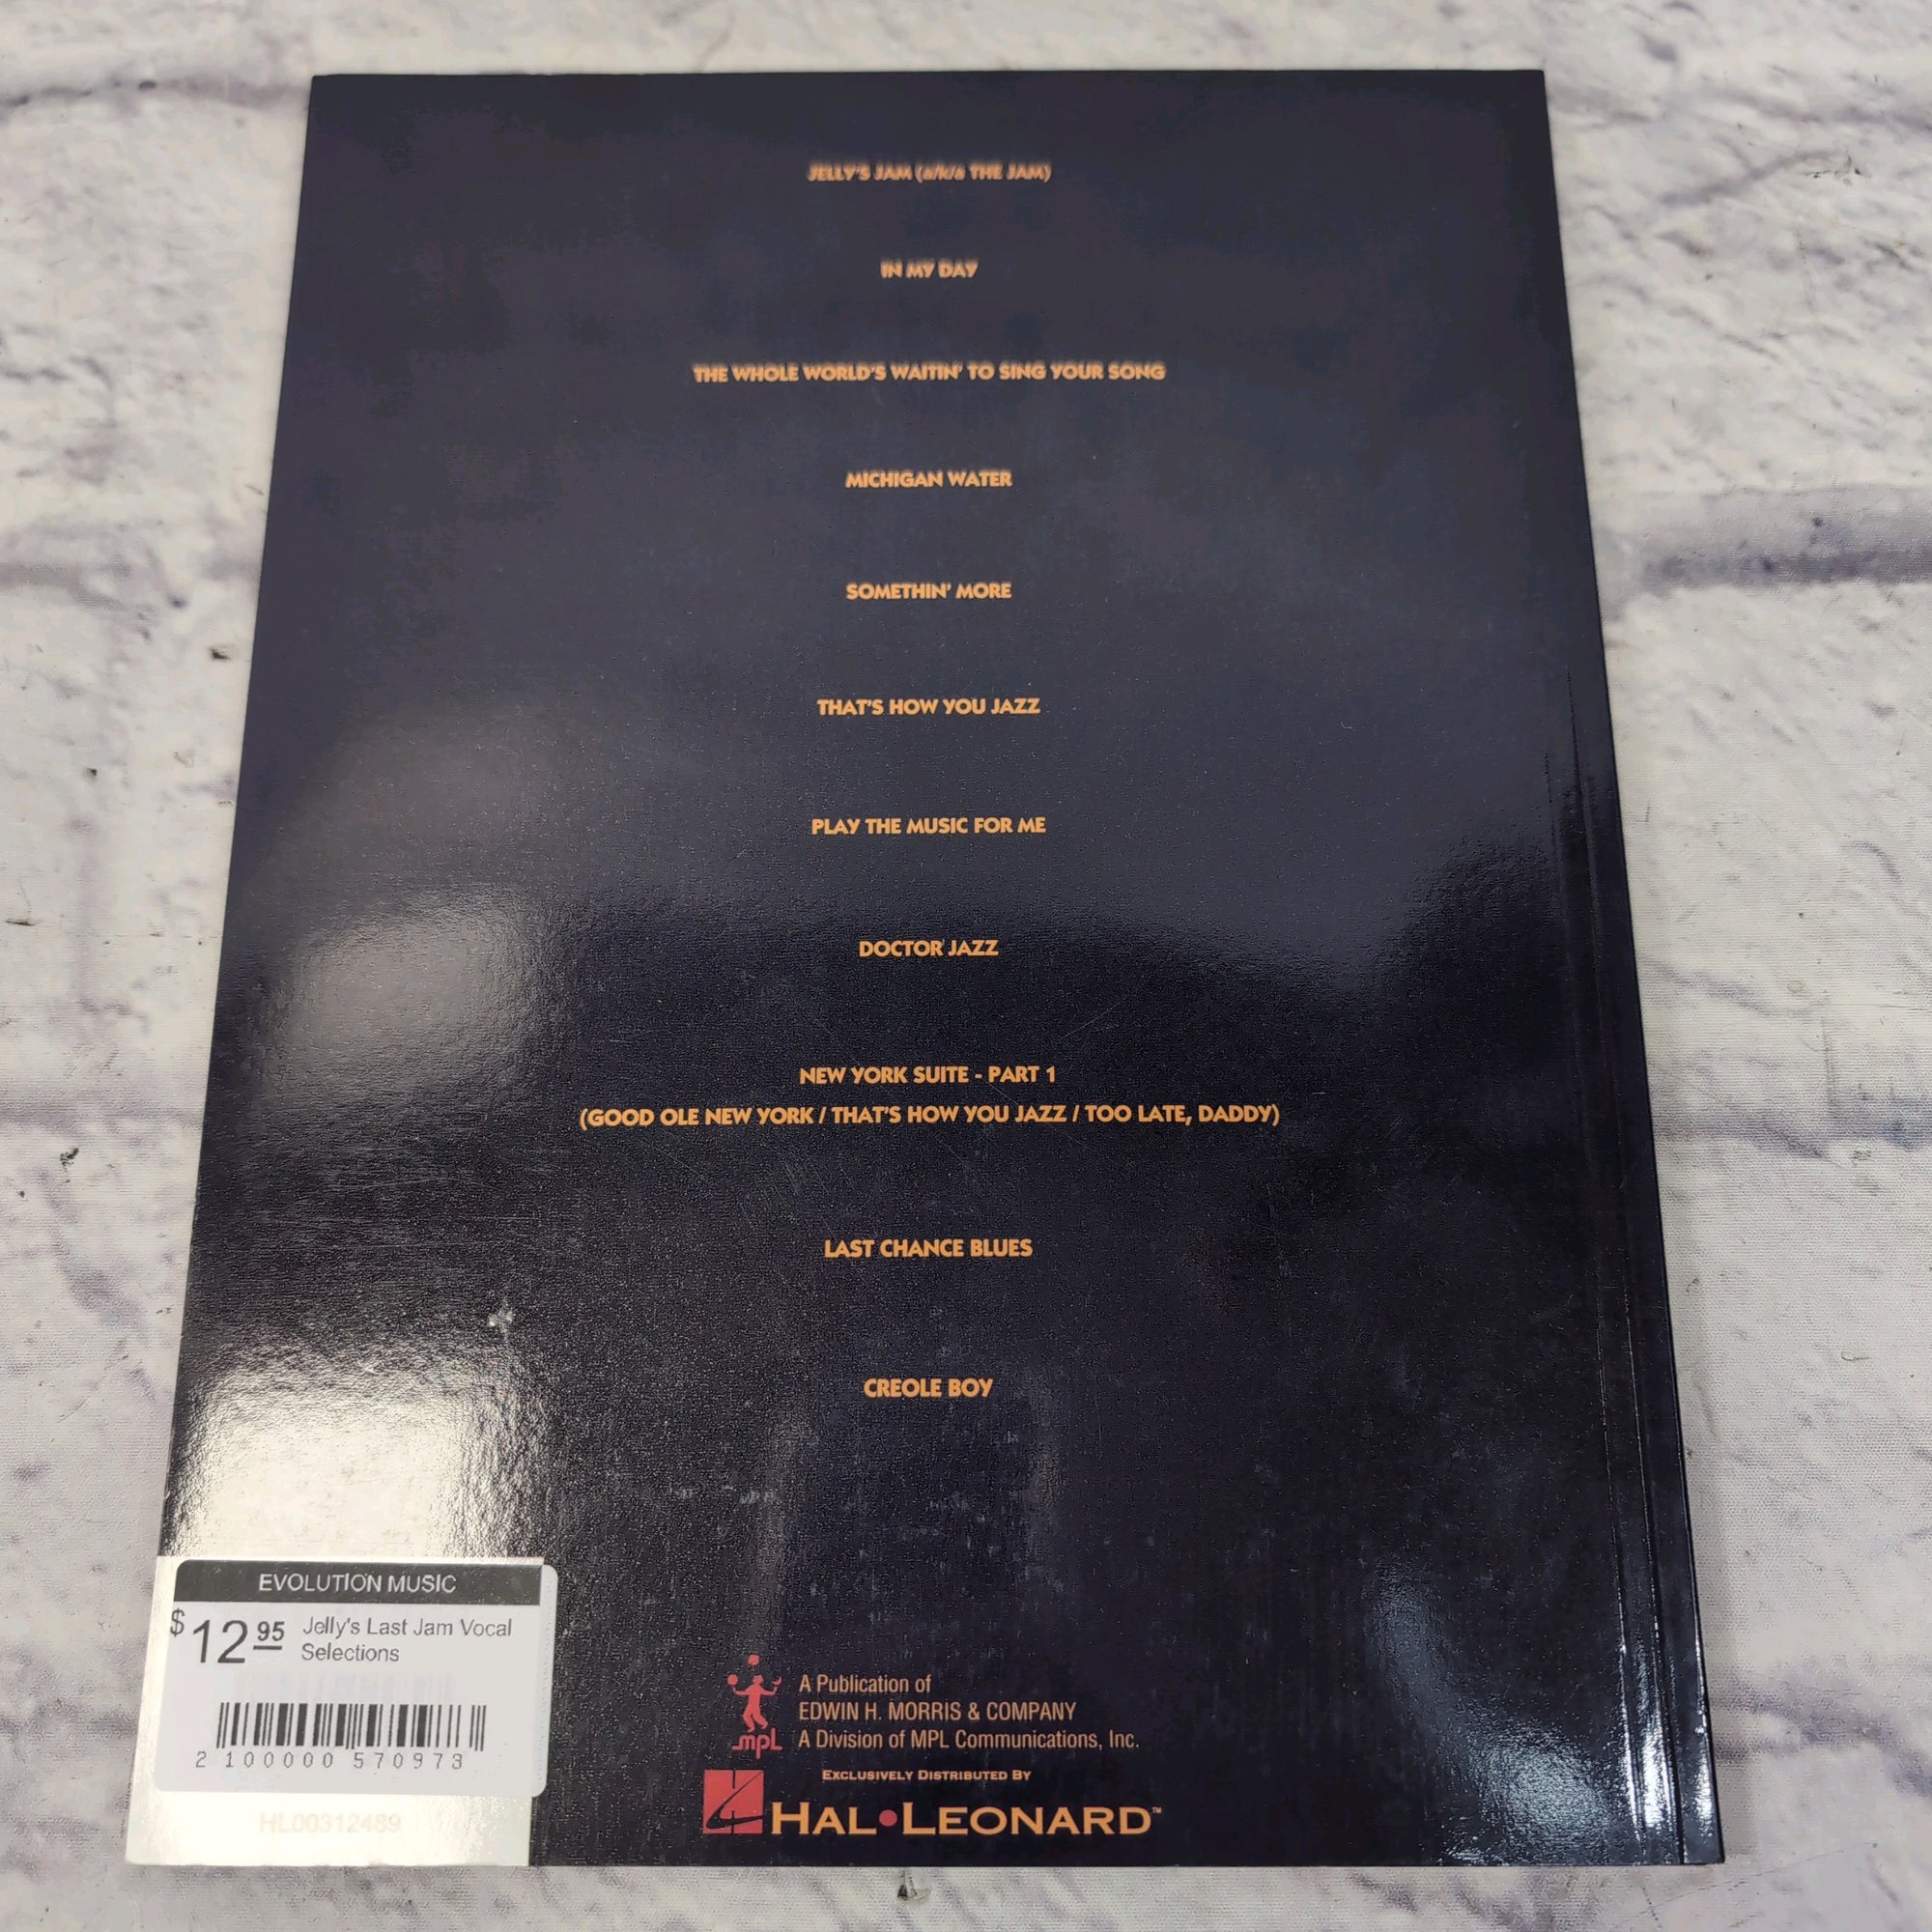 JELLY'S JAM (a/k/a THE JAM)
IN MY DAY
THE WHOLE WORLD'S WAITIN' TO SING YOUR SONG
MICHIGAN WATER
SOMETHIN' MORE
THAT'S HOW YOU JAZZ
PLAY THE MUSIC FOR ME
DOCTOR JAZZ
NEW YORK SUITE - PART 1
(GOOD OLE NEW YORK / THAT'S HOW YOU JAZZ / TOO LATE, DADDY)
LAST CHANCE BLUES
CREOLE BOY
EVOLUTION MUSIC
$12 95 Jelly's Last Jam Vocal
Selections
2 100000 570973
HL00312489
mpL
A Publication of
EDWIN H. MORRIS & COMPANY
A Division of MPL Communications, Inc.
EXCLUSIVELY DISTRIBUTED BY
HAL•LEONARD™